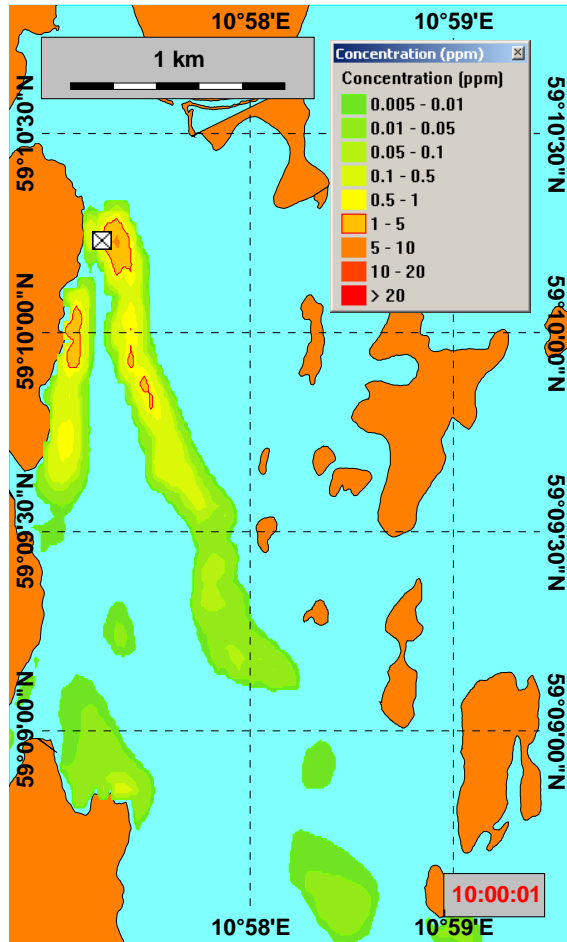 10°58'E 10°59'E
1 km
Concentration (ppm)
Concentration (ppm)
0.005 - 0.01
0.01 - 0.05
0.05 - 0.1
0.1 - 0.5
0.5 - 1
1 - 5
5 - 10
10 - 20
> 20
59°10'30"N
59°10'30"N
59°10'00"N
59°10'00"N
59°09'30"N
59°09'30"N
59°09'00"N
59°09'00"N
10:00:01
10°58'E 10°59'E